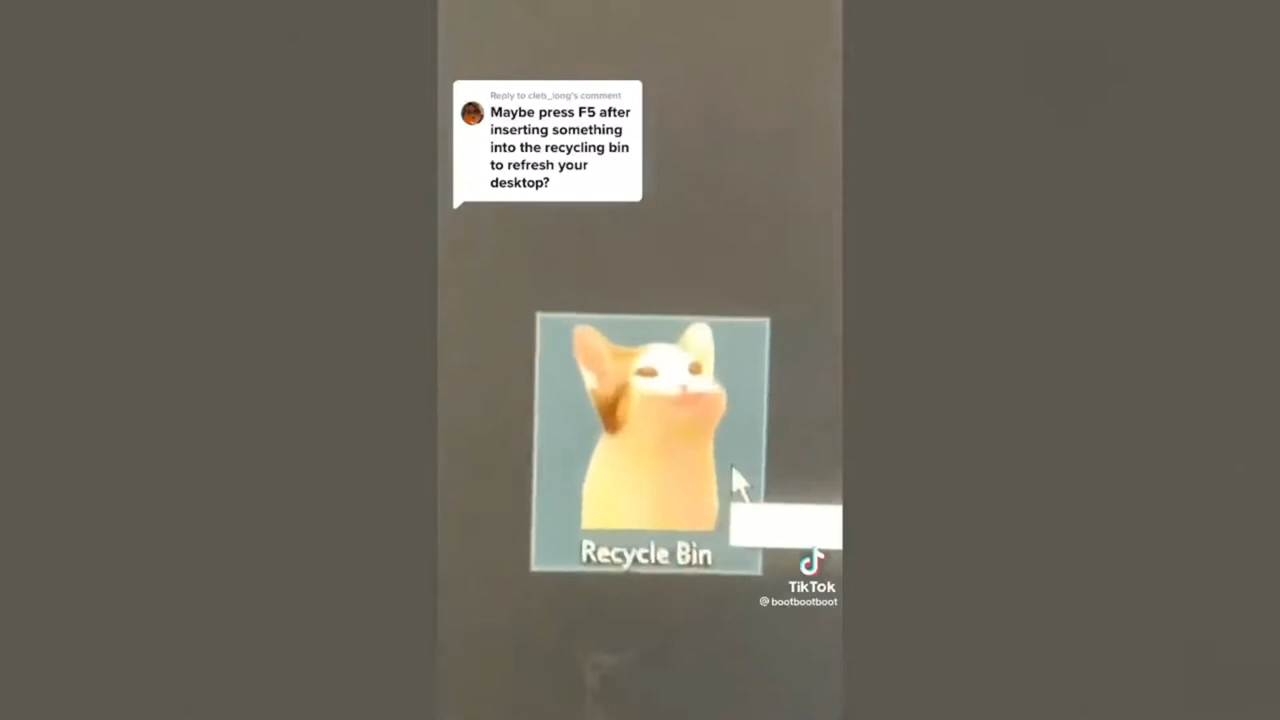 Reply to cleb_long's comment
Maybe press F5 after
inserting something
into the recycling bin
to refresh your
desktop?
Recycle Bin
TikTok
@bootbootboot